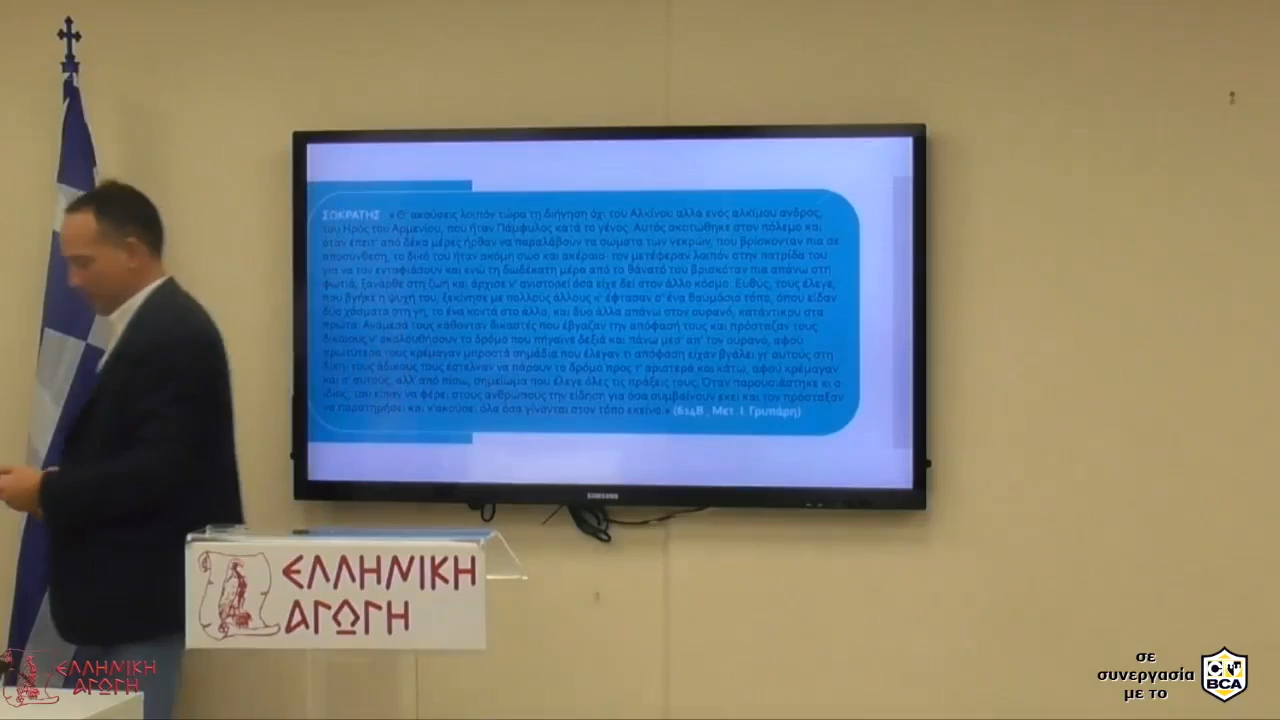 ΣΩΚΡΑΤΗΣ « Θ' ακούσεις λοιπόν τώρα τη διήγηση όχι του Αλκίνου αλλά ενός αλκίμου ανδρος,
του Ηρός του Αρμενίου, που ήταν Πάμφυλος κατά το γένος. Αυτός σκοτώθηκε στον πόλεμο και
όταν έπειτ' από δέκα μέρες ήρθαν να παραλάβουν τα σώματα των νεκρών, που βρίσκονταν πια σε
αποσύνθεση, το δικό του ήταν ακόμη σώο και ακέραιο· τον μετέφεραν λοιπόν στην πατρίδα του
για να τον ενταφιάσουν και ενώ τη δωδέκατη μέρα από το θάνατό του βρισκόταν πια απάνω στη
φωτιά, ξανάρθε στη ζωή και άρχισε ν' ανιστορεί όσα είχε δει στον άλλο κόσμο. Ευθύς, τους έλεγε,
που βγήκε η ψυχή του, ξεκίνησε με πολλούς άλλους κ' έφτασαν σ' ένα θαυμάσιο τόπο, όπου είδαν
δύο χάσματα στη γη, το ένα κοντά στο άλλο, και δύο άλλα απάνω στον ουρανό, κατάντικρυ στα
πρώτα. Ανάμεσά τους κάθονταν δικαστές που έβγαζαν την απόφασή τους και πρόσταζαν τους
δίκαιους ν' ακολουθήσουν το δρόμο που πήγαινε δεξιά και πάνω μεσ' απ' τον ουρανό, αφού
πρωτύτερα τους κρέμαγαν μπροστά σημάδια που έλεγαν τι απόφαση είχαν βγάλει γι' αυτούς στη
δίκη· τους άδικους τους έστελναν να πάρουν το δρόμο προς τ' αριστερά και κάτω, αφού κρέμαγαν
και σ' αυτούς, αλλ' από πίσω, σημείωμα που έλεγε όλες τις πράξεις τους. Όταν παρουσιάστηκε κι ο
ίδιος, του είπαν να φέρει στους ανθρώπους την είδηση για όσα συμβαίνουν εκεί και τον πρόσταξαν
να παρατηρήσει και ν'ακούσει όλα όσα γίνονται στον τόπο εκείνο.» (614Β , Μετ. Ι. Γρυπάρη)
SAMSUNG
ΕΛΛΗΝΙΚΗ
ΑΓΩΓΗ
ΕΛΛΗΝΙΚΗ
ΑΓΩΓΗ
σε
συνεργασία
με το
BCA